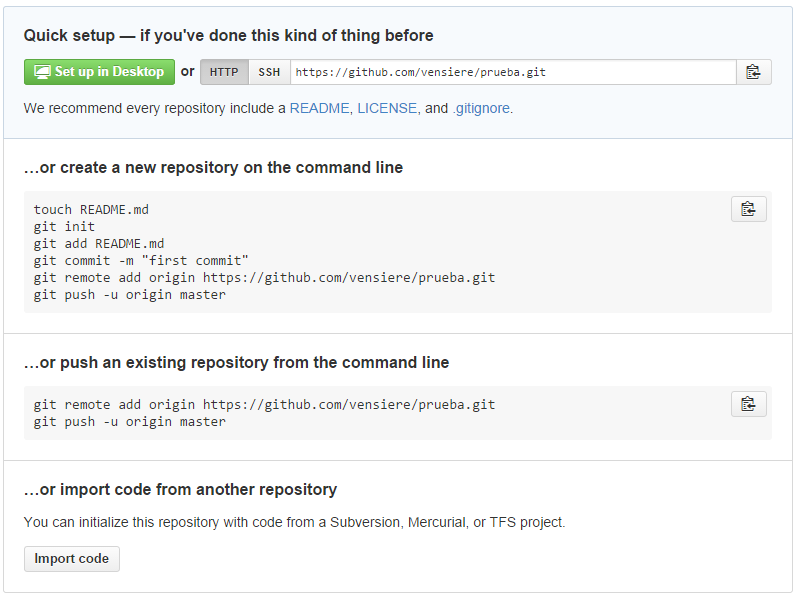 Quick setup — if you've done this kind of thing before
Set up in Desktop or HTTP SSH https://github.com/vensiere/prueba.git
We recommend every repository include a README, LICENSE, and .gitignore.
…or create a new repository on the command line
touch README.md
git init
git add README.md
git commit -m "first commit"
git remote add origin https://github.com/vensiere/prueba.git
git push -u origin master
…or push an existing repository from the command line
git remote add origin https://github.com/vensiere/prueba.git
git push -u origin master
…or import code from another repository
You can initialize this repository with code from a Subversion, Mercurial, or TFS project.
Import code